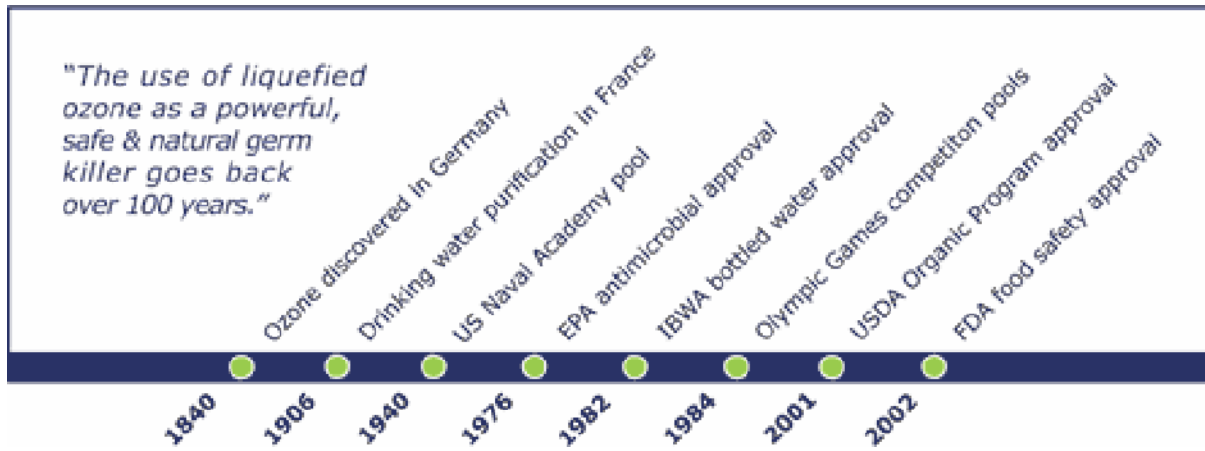 "The use of liquefied
ozone as a powerful,
safe & natural germ
killer goes back
over 100 years."
Ozone discovered in Germany
Drinking water purification in France
US Naval Academy pool
EPA antimicrobial approval
IBWA bottled water approval
Olympic Games competiton pools
USDA Organic Program approval
FDA food safety approval
1840
1906
1940
1976
1982
1984
2001
2002